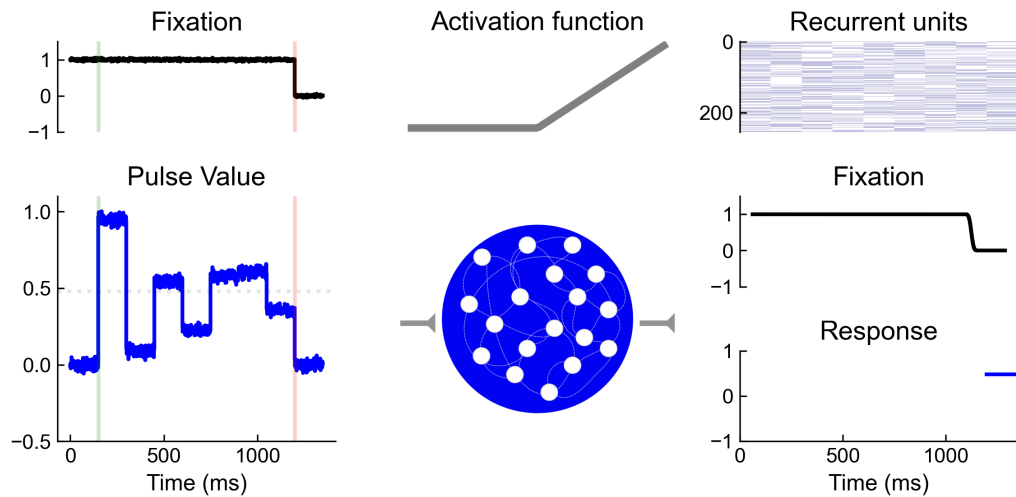 Fixation
1
0
−1
Pulse Value
1.0
0.5
0.0
−0.5
0 500 1000
Time (ms)
Activation function
Recurrent units
0
200
Fixation
1
0
−1
Response
1
0
−1
0 500 1000
Time (ms)